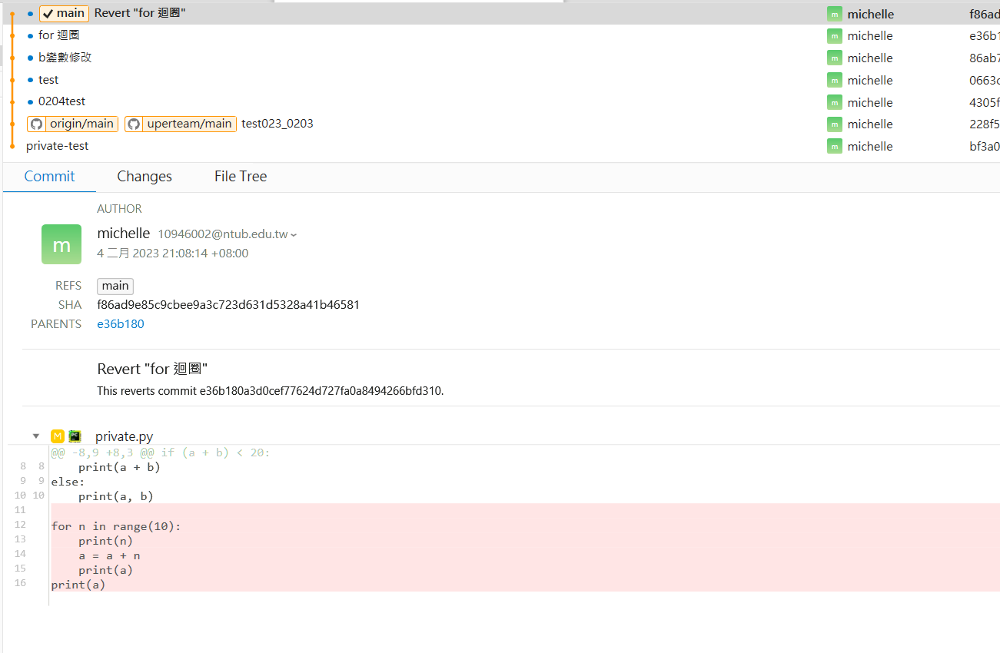 main Revert "for 迴圈" m michelle f86ad
for 迴圈 m michelle e36b1
b變數修改 m michelle 86ab7
test m michelle 0663c
0204test m michelle 4305f
origin/main uperteam/main test023_0203 m michelle 228f5
private-test m michelle bf3a0
Commit Changes File Tree
AUTHOR
m
michelle 10946002@ntub.edu.tw
4 二月 2023 21:08:14 +08:00
REFS main
SHA f86ad9e85c9cbee9a3c723d631d5328a41b46581
PARENTS e36b180
Revert "for 迴圈"
This reverts commit e36b180a3d0cef77624d727fa0a8494266bfd310.
M PC private.py
@@ -8,9 +8,3 @@ if (a + b) < 20:
8 8 print(a + b)
9 9 else:
10 10 print(a, b)
11
12 for n in range(10):
13 print(n)
14 a = a + n
15 print(a)
16 print(a)